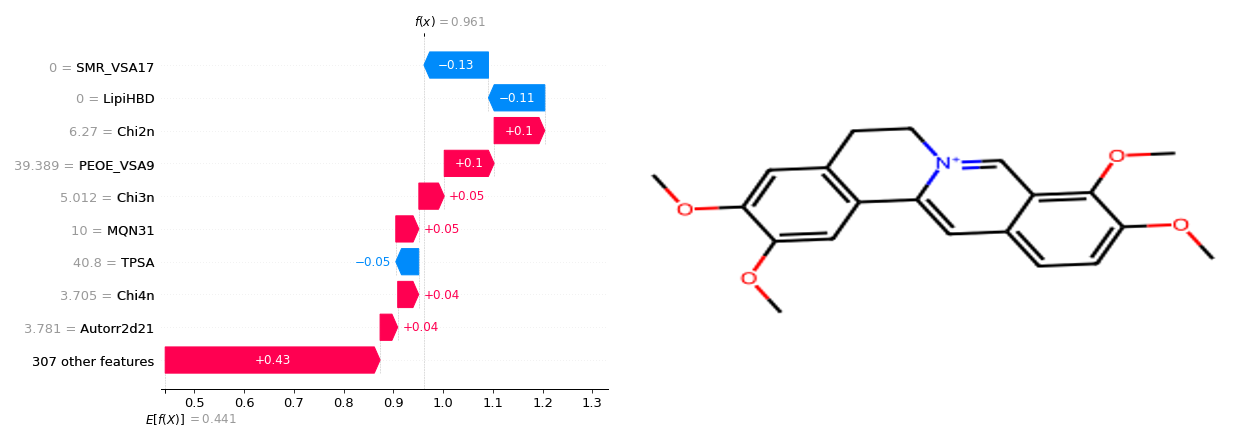 f(x) = 0.961
0 = SMR_VSA17
−0.13
0 = LipiHBD
−0.11
6.27 = Chi2n
+0.1
39.389 = PEOE_VSA9
+0.1
5.012 = Chi3n
+0.05
10 = MQN31
+0.05
40.8 = TPSA
−0.05
3.705 = Chi4n
+0.04
3.781 = Autorr2d21
+0.04
307 other features
+0.43
0.5 0.6 0.7 0.8 0.9 1.0 1.1 1.2 1.3
E[f(X)] = 0.441
N+
O
O
O
O